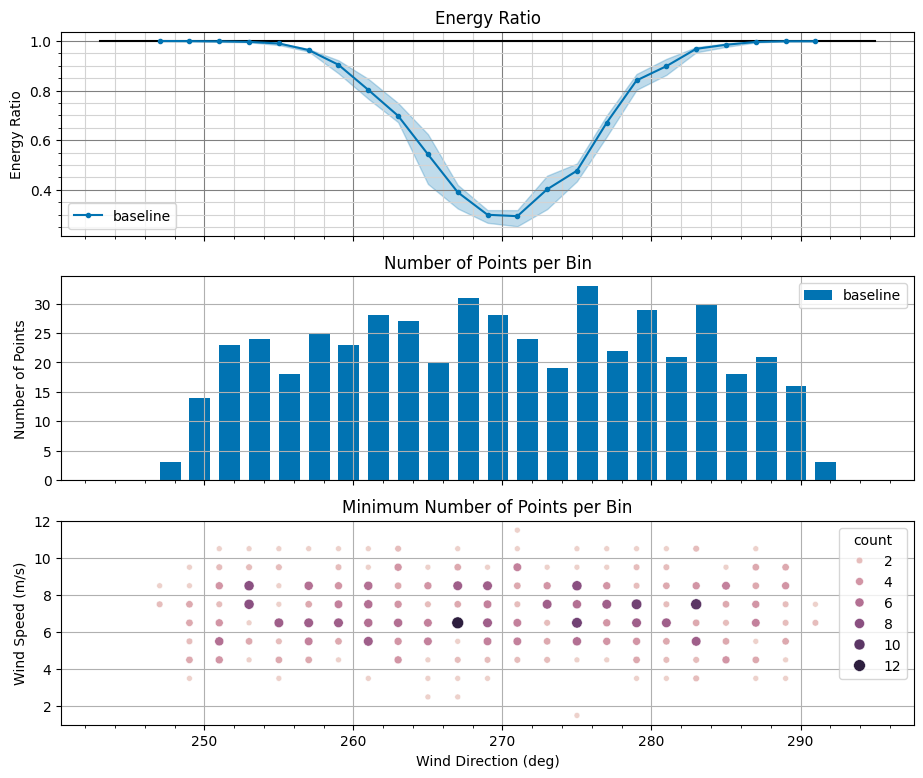 Energy Ratio
1.0
0.8
0.6
0.4
Energy Ratio
baseline
Number of Points per Bin
30
25
20
15
10
5
0
Number of Points
baseline
Minimum Number of Points per Bin
12
10
8
6
4
2
Wind Speed (m/s)
count
2
4
6
8
10
12
250 260 270 280 290
Wind Direction (deg)